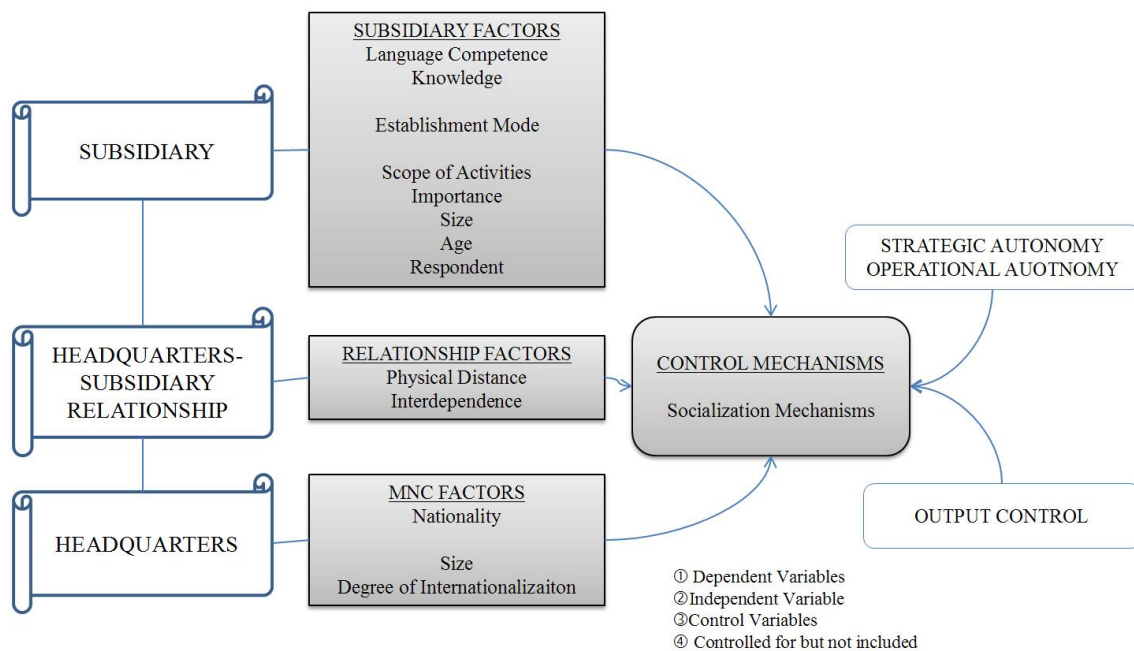 SUBSIDIARY FACTORS
Language Competence
Knowledge
Establishment Mode
Scope of Activities
Importance
Size
Age
Respondent
SUBSIDIARY
STRATEGIC AUTONOMY
OPERATIONAL AUOTNOMY
HEADQUARTERS-
SUBSIDIARY
RELATIONSHIP
RELATIONSHIP FACTORS
Physical Distance
Interdependence
CONTROL MECHANISMS
Socialization Mechanisms
HEADQUARTERS
MNC FACTORS
Nationality
Size
Degree of Internationalizaiton
OUTPUT CONTROL
① Dependent Variables
②Independent Variable
③Control Variables
④ Controlled for but not included